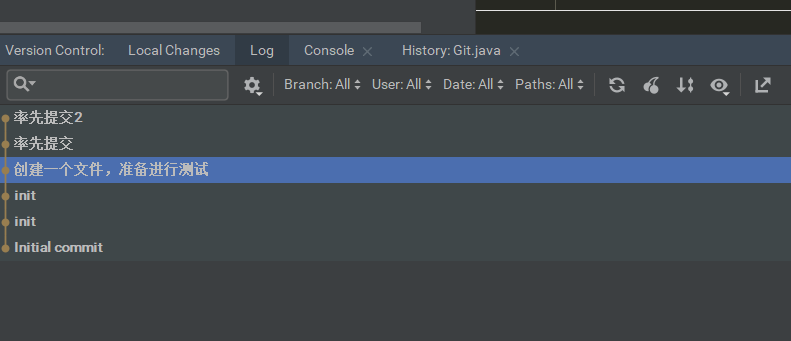 Version Control: Local Changes Log Console History: Git.java
Branch: All User: All Date: All Paths: All
率先提交2
率先提交
创建一个文件，准备进行测试
init
init
Initial commit